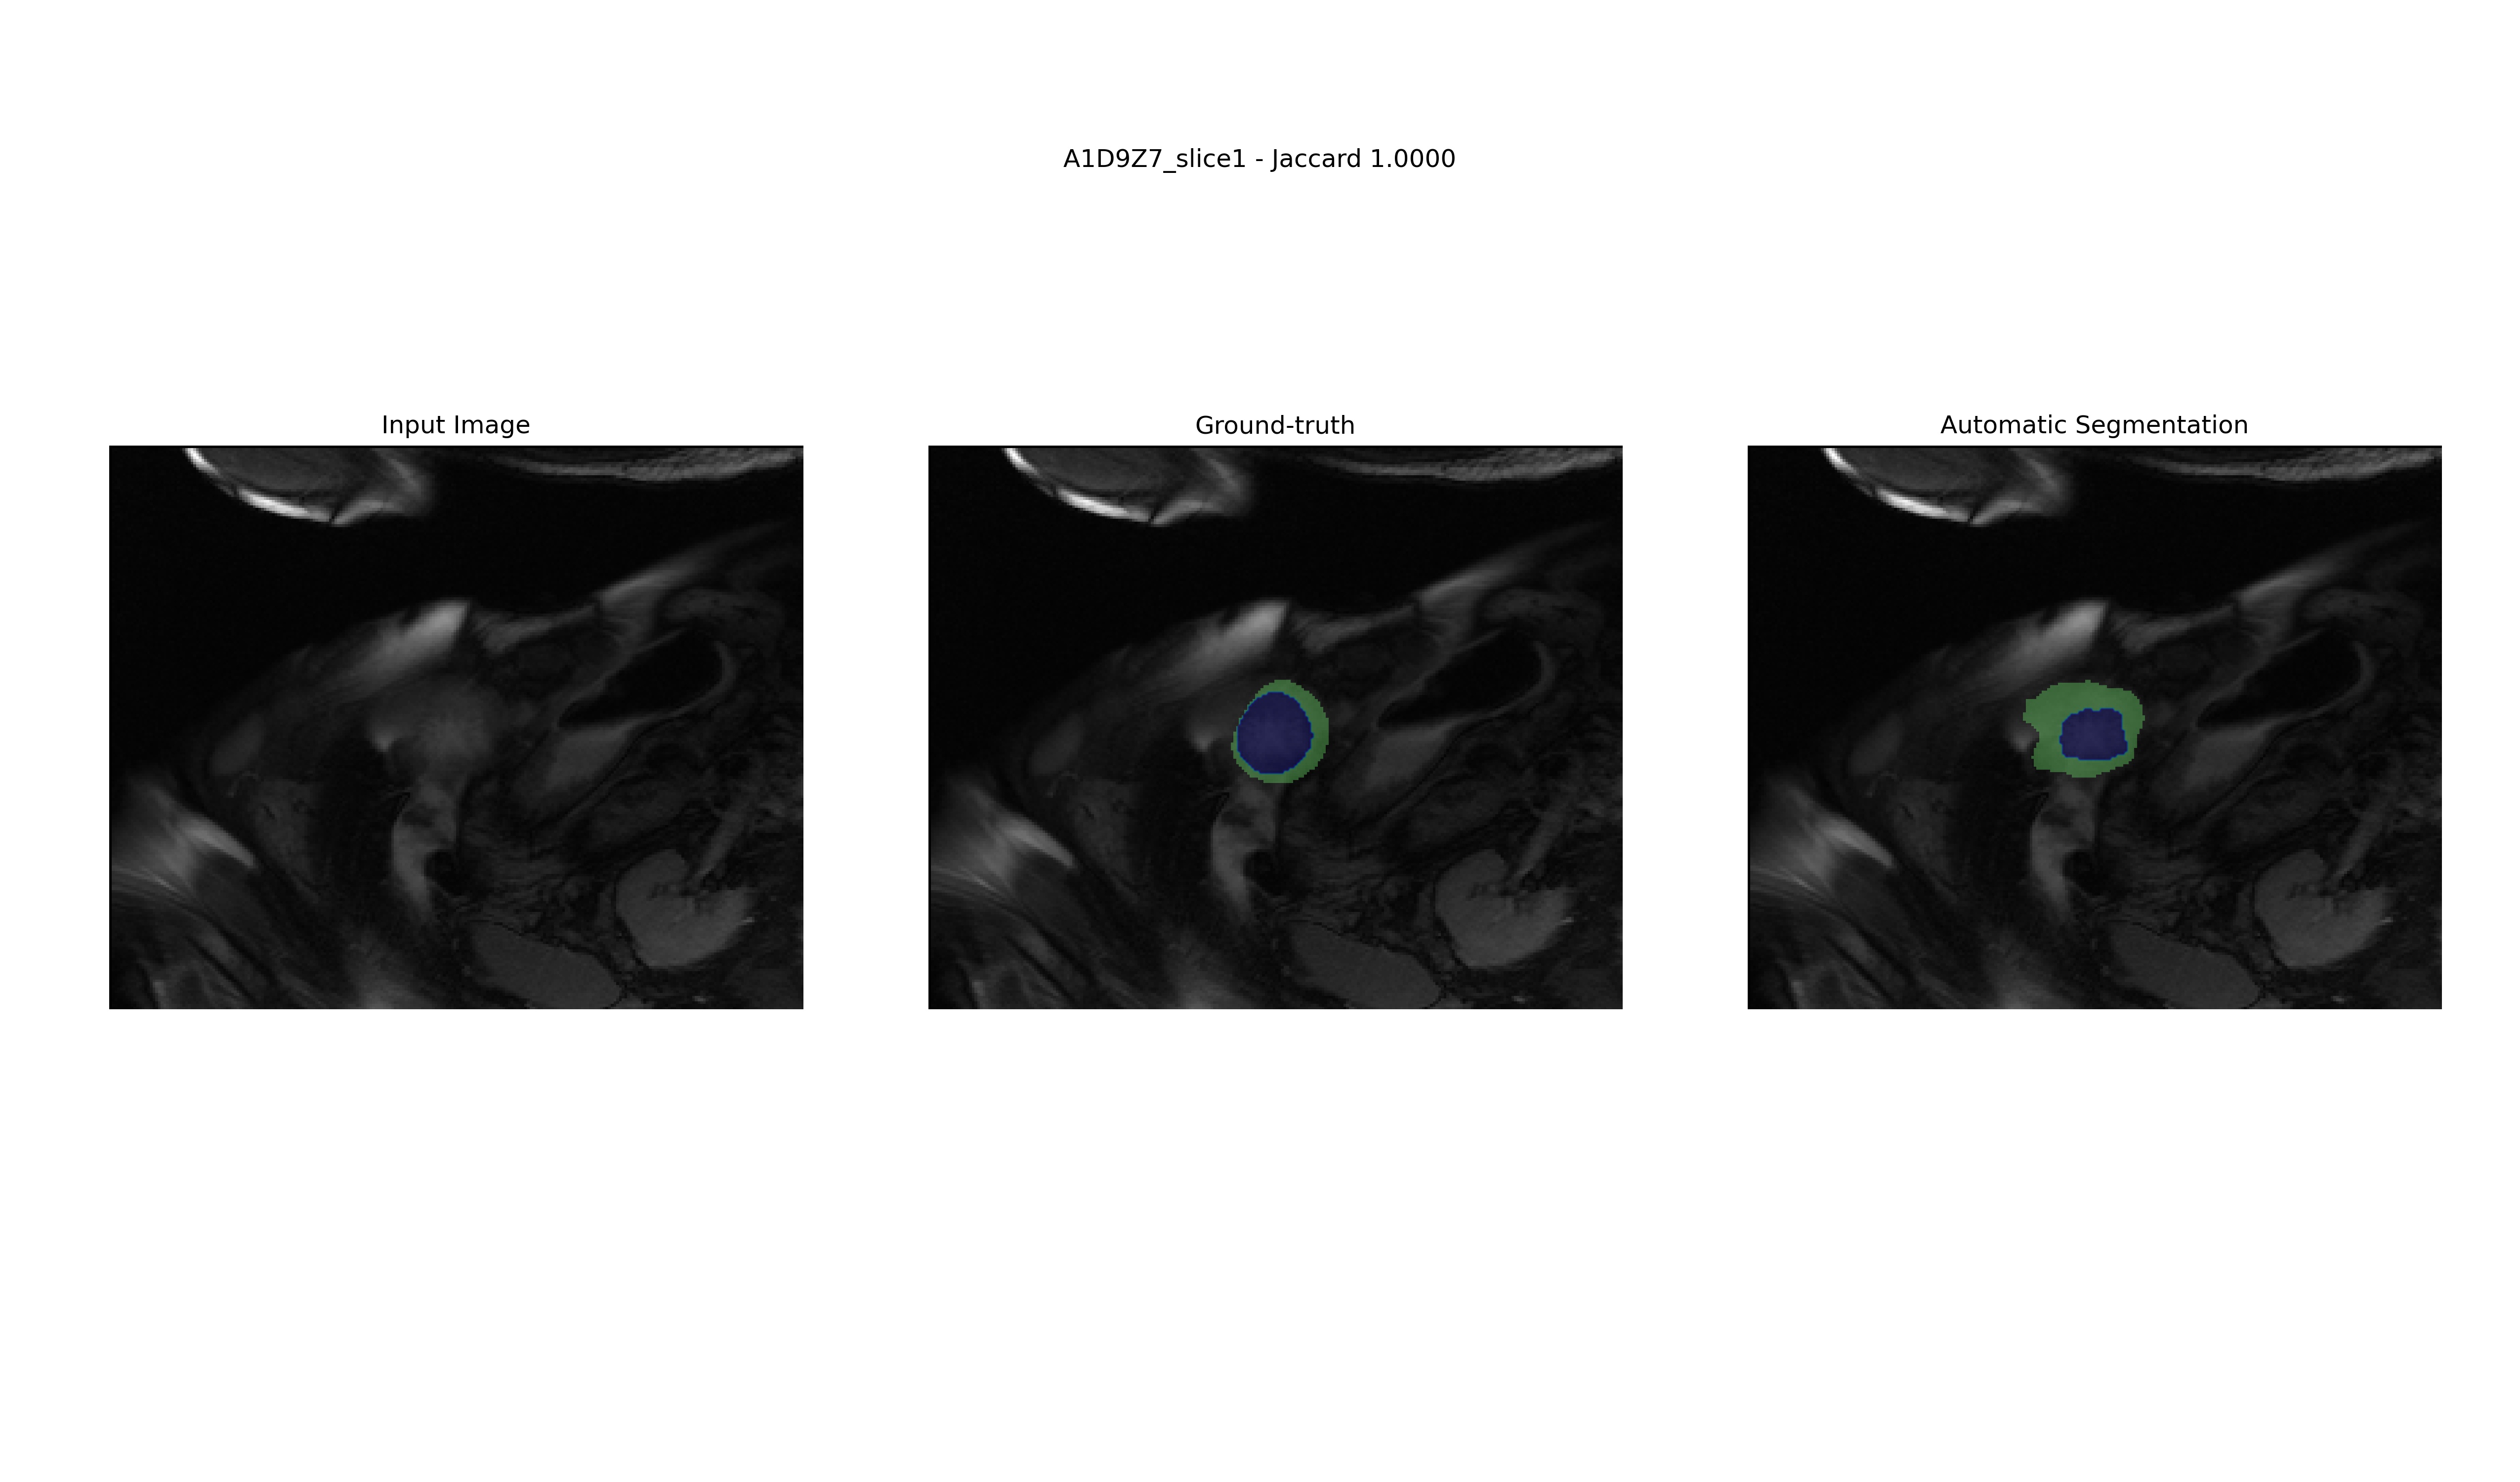 A1D9Z7_slice1 - Jaccard 1.0000
Input Image
Ground-truth
Automatic Segmentation